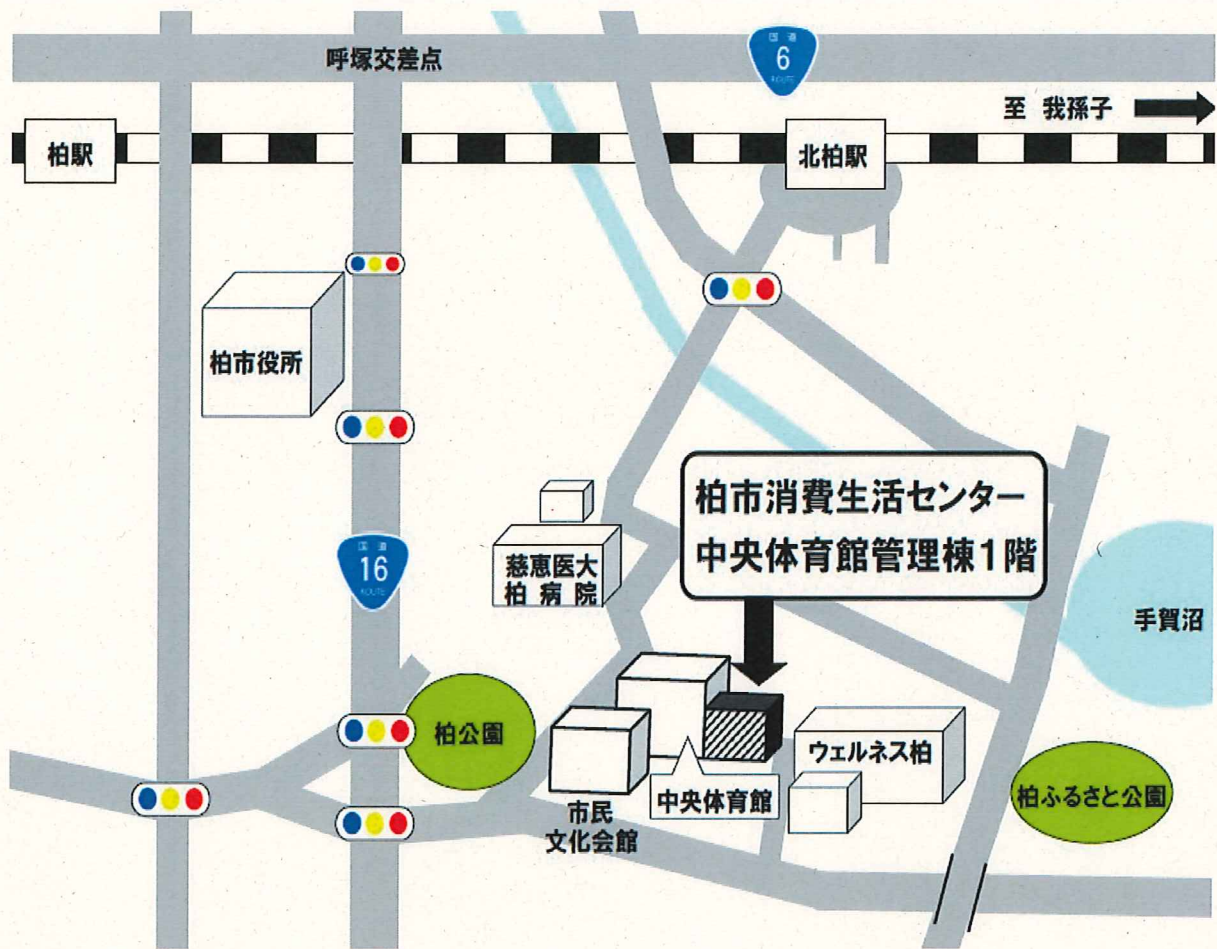 呼塚交差点
国道
6
ROUTE
至 我孫子
柏駅
北柏駅
柏市役所
柏市消費生活センター
中央体育館管理棟1階
国道
16
ROUTE
慈恵医大
柏病院
手賀沼
柏公園
ウェルネス柏
中央体育館
柏ふるさと公園
市民
文化会館